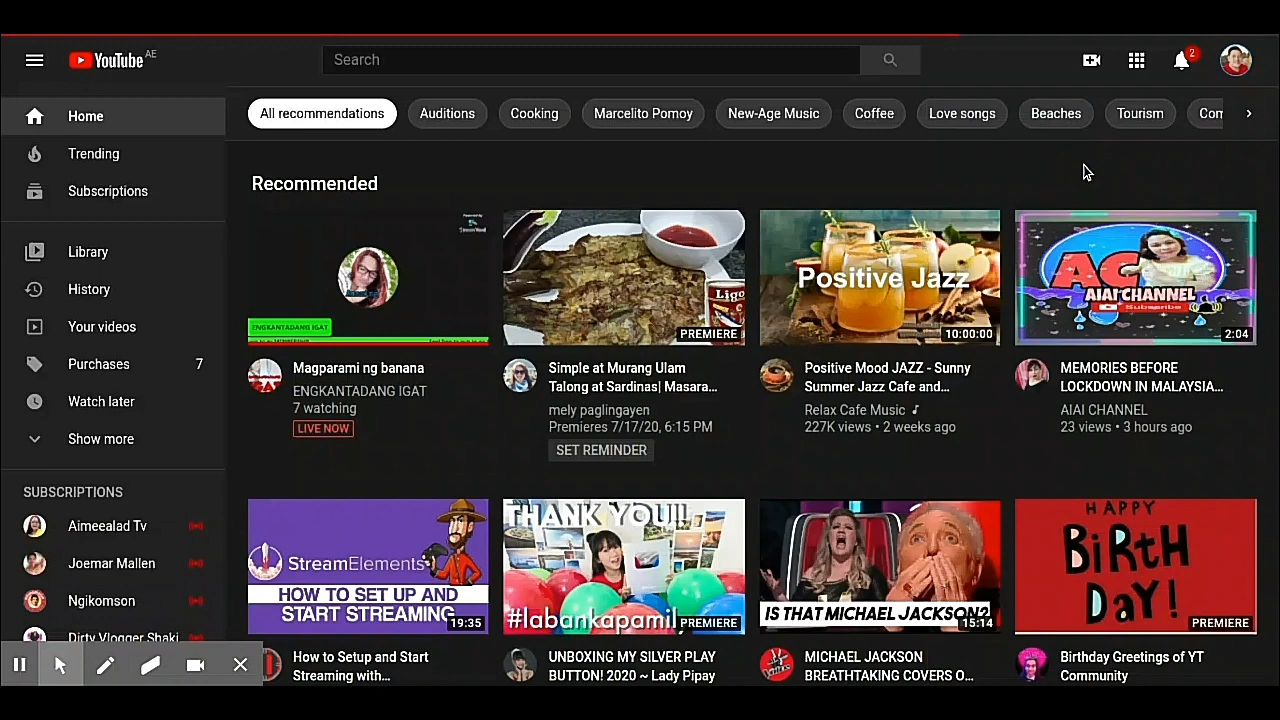 YouTube AE
Search
2
Home
Trending
Subscriptions
Library
History
Your videos
Purchases 7
Watch later
Show more
SUBSCRIPTIONS
Aimeealad Tv
Joemar Mallen
Ngikomson
Dirty Vlogger Shaki
All recommendations
Auditions
Cooking
Marcelito Pomoy
New-Age Music
Coffee
Love songs
Beaches
Tourism
Recommended
ENGKANTADANG IGAT
Magparami ng banana
ENGKANTADANG IGAT
7 watching
LIVE NOW
Ligo
PREMIERE
Simple at Murang Ulam
Talong at Sardinas| Masara...
mely paglingayen
Premieres 7/17/20, 6:15 PM
SET REMINDER
Positive Jazz
10:00:00
Positive Mood JAZZ - Sunny
Summer Jazz Cafe and...
Relax Cafe Music
227K views • 2 weeks ago
AC
AIAI CHANNEL
Subscribe
2:04
MEMORIES BEFORE
LOCKDOWN IN MALAYSIA...
AIAI CHANNEL
23 views • 3 hours ago
StreamElements
HOW TO SET UP AND
START STREAMING
19:35
How to Setup and Start
Streaming with...
THANK YOU!!
#labankapamil
PREMIERE
UNBOXING MY SILVER PLAY
BUTTON! 2020 ~ Lady Pipay
IS THAT MICHAEL JACKSON?
15:14
MICHAEL JACKSON
BREATHTAKING COVERS O...
HAPPY
BiRtH
DaY!
PREMIERE
Birthday Greetings of YT
Community